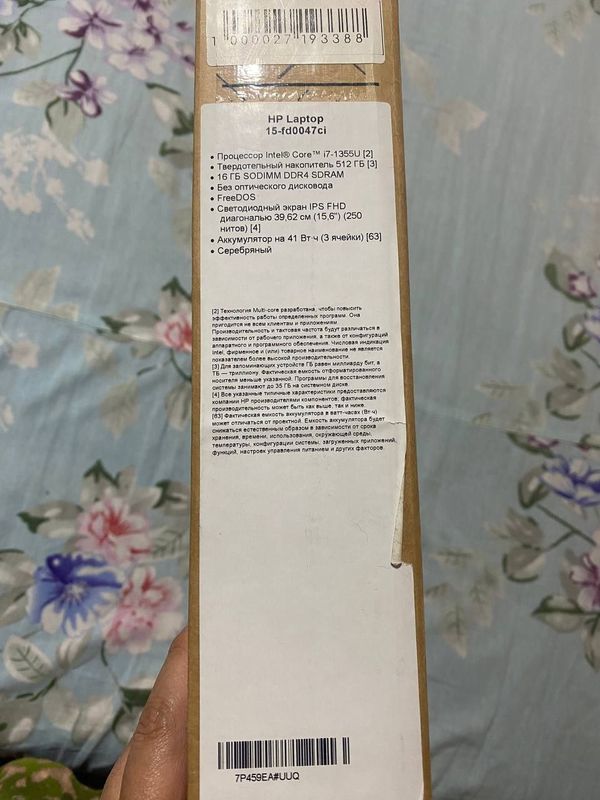 1 000027 193388
HP Laptop
15-fd0047ci
• Процессор Intel® Core™ i7-1355U [2]
• Твердотельный накопитель 512 ГБ [3]
• 16 ГБ SODIMM DDR4 SDRAM
• Без оптического дисковода
• FreeDOS
• Светодиодный экран IPS FHD
диагональю 39,62 см (15,6") (250
нитов) [4]
• Аккумулятор на 41 Вт·ч (3 ячейки) [63]
• Серебряный
[2] Технология Multi-core разработана, чтобы повысить
эффективность работы определенных программ. Она
пригодится не всем клиентам и приложениям.
Производительность и тактовая частота будут различаться в
зависимости от рабочего приложения, а также от конфигураций
аппаратного и программного обеспечения. Числовая индикация
Intel, фирменное и (или) товарное наименование не является
показателем более высокой производительности.
[3] Для запоминающих устройств ГБ равен миллиарду бит, а
ТБ — триллиону. Фактическая емкость отформатированного
носителя меньше указанной. Программы для восстановления
системы занимают до 35 ГБ на системном диске.
[4] Все указанные типичные характеристики предоставляются
компании HP производителями компонентов; фактическая
производительность может быть как выше, так и ниже.
[63] Фактическая емкость аккумулятора в ватт-часах (Вт·ч)
может отличаться от проектной. Емкость аккумулятора будет
снижаться естественным образом в зависимости от срока
хранения, времени, использования, окружающей среды,
температуры, конфигурации системы, загруженных приложений,
функций, настроек управления питанием и других факторов.
7P459EA#UUQ